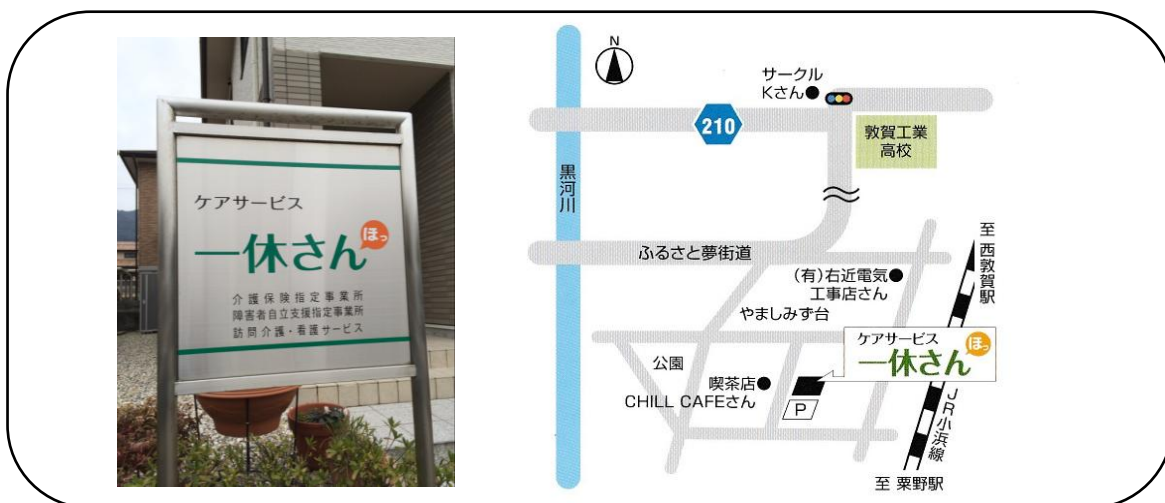 ケアサービス
一休さん
ほっ
介護保険指定事業所
障害者自立支援指定事業所
訪問介護・看護サービス
N
サークル
Kさん
210
敦賀工業
高校
黒河川
至 西敦賀駅
ふるさと夢街道
(有)右近電気
工事店さん
やましみず台
ケアサービス
一休さん
ほっ
公園
喫茶店
CHILL CAFEさん
P
JR小浜線
至 粟野駅